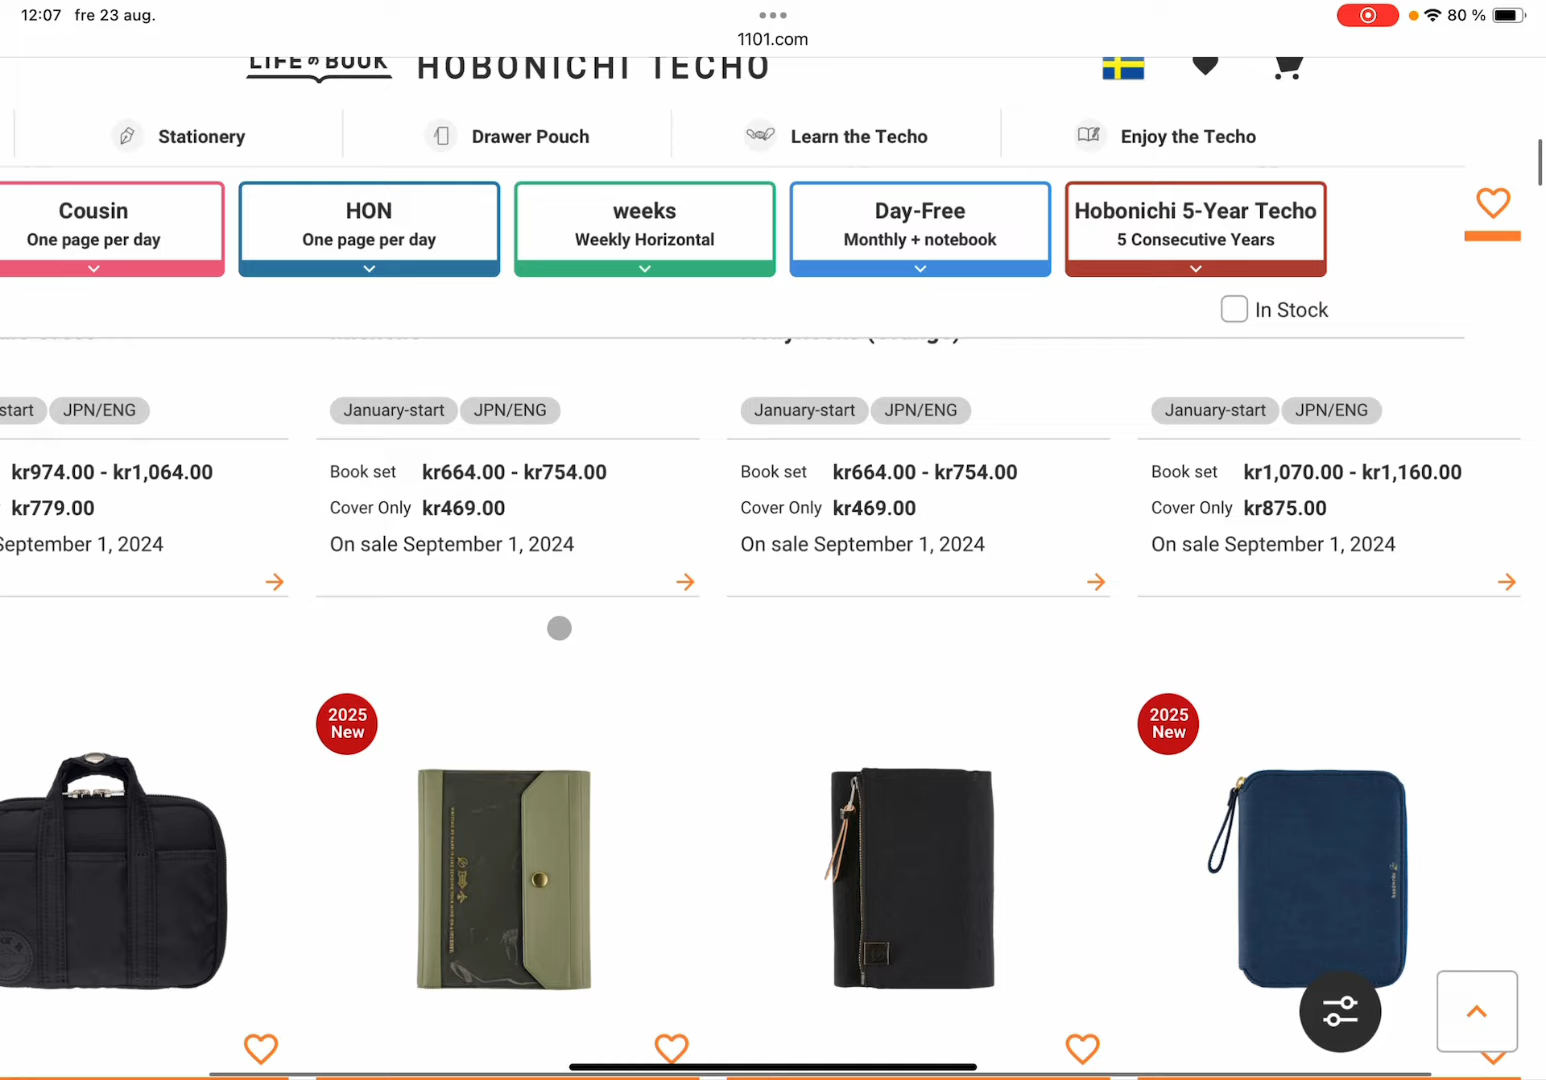 12:07 fre 23 aug.
80 %
1101.com
LIFE BOOK HOBONICHI TECHO
Stationery
Drawer Pouch
Learn the Techo
Enjoy the Techo
Cousin
One page per day
HON
One page per day
weeks
Weekly Horizontal
Day-Free
Monthly + notebook
Hobonichi 5-Year Techo
5 Consecutive Years
In Stock
start JPN/ENG
January-start JPN/ENG
January-start JPN/ENG
January-start JPN/ENG
kr974.00 - kr1,064.00
kr779.00
September 1, 2024
Book set kr664.00 - kr754.00
Cover Only kr469.00
On sale September 1, 2024
Book set kr664.00 - kr754.00
Cover Only kr469.00
On sale September 1, 2024
Book set kr1,070.00 - kr1,160.00
Cover Only kr875.00
On sale September 1, 2024
2025
New
2025
New